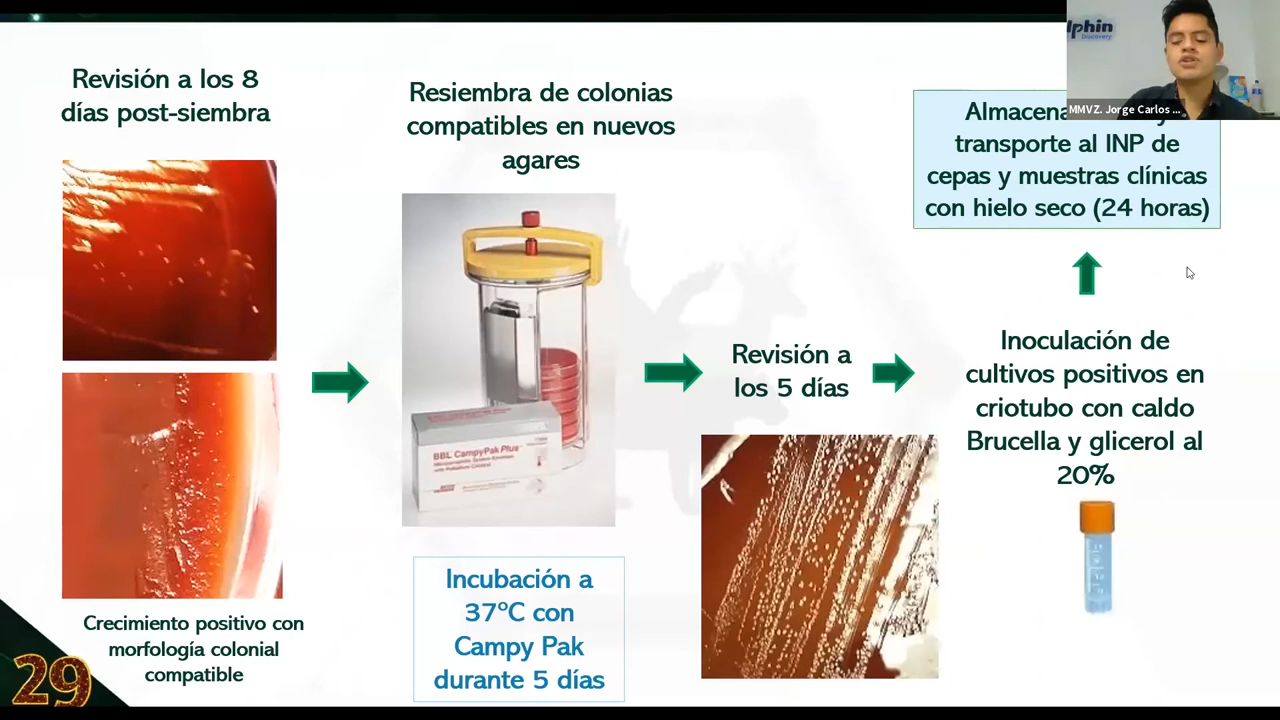 Revisión a los 8
días post-siembra
Crecimiento positivo con
morfología colonial
compatible
Resiembra de colonias
compatibles en nuevos
agares
BBL CampyPak Plus
Incubación a
37ºC con
Campy Pak
durante 5 días
Revisión a
los 5 días
Inoculación de
cultivos positivos en
criotubo con caldo
Brucella y glicerol al
20%
transporte al INP de
cepas y muestras clínicas
con hielo seco (24 horas)
lphin
Discovery
MMVZ. Jorge Carlos ...
29